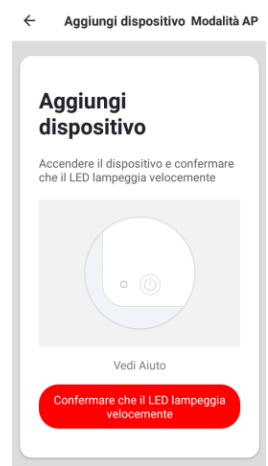 Aggiungi dispositivo Modalità AP
Aggiungi
dispositivo
Accendere il dispositivo e confermare
che il LED lampeggia velocemente
Vedi Aiuto
Confermare che il LED lampeggia
velocemente